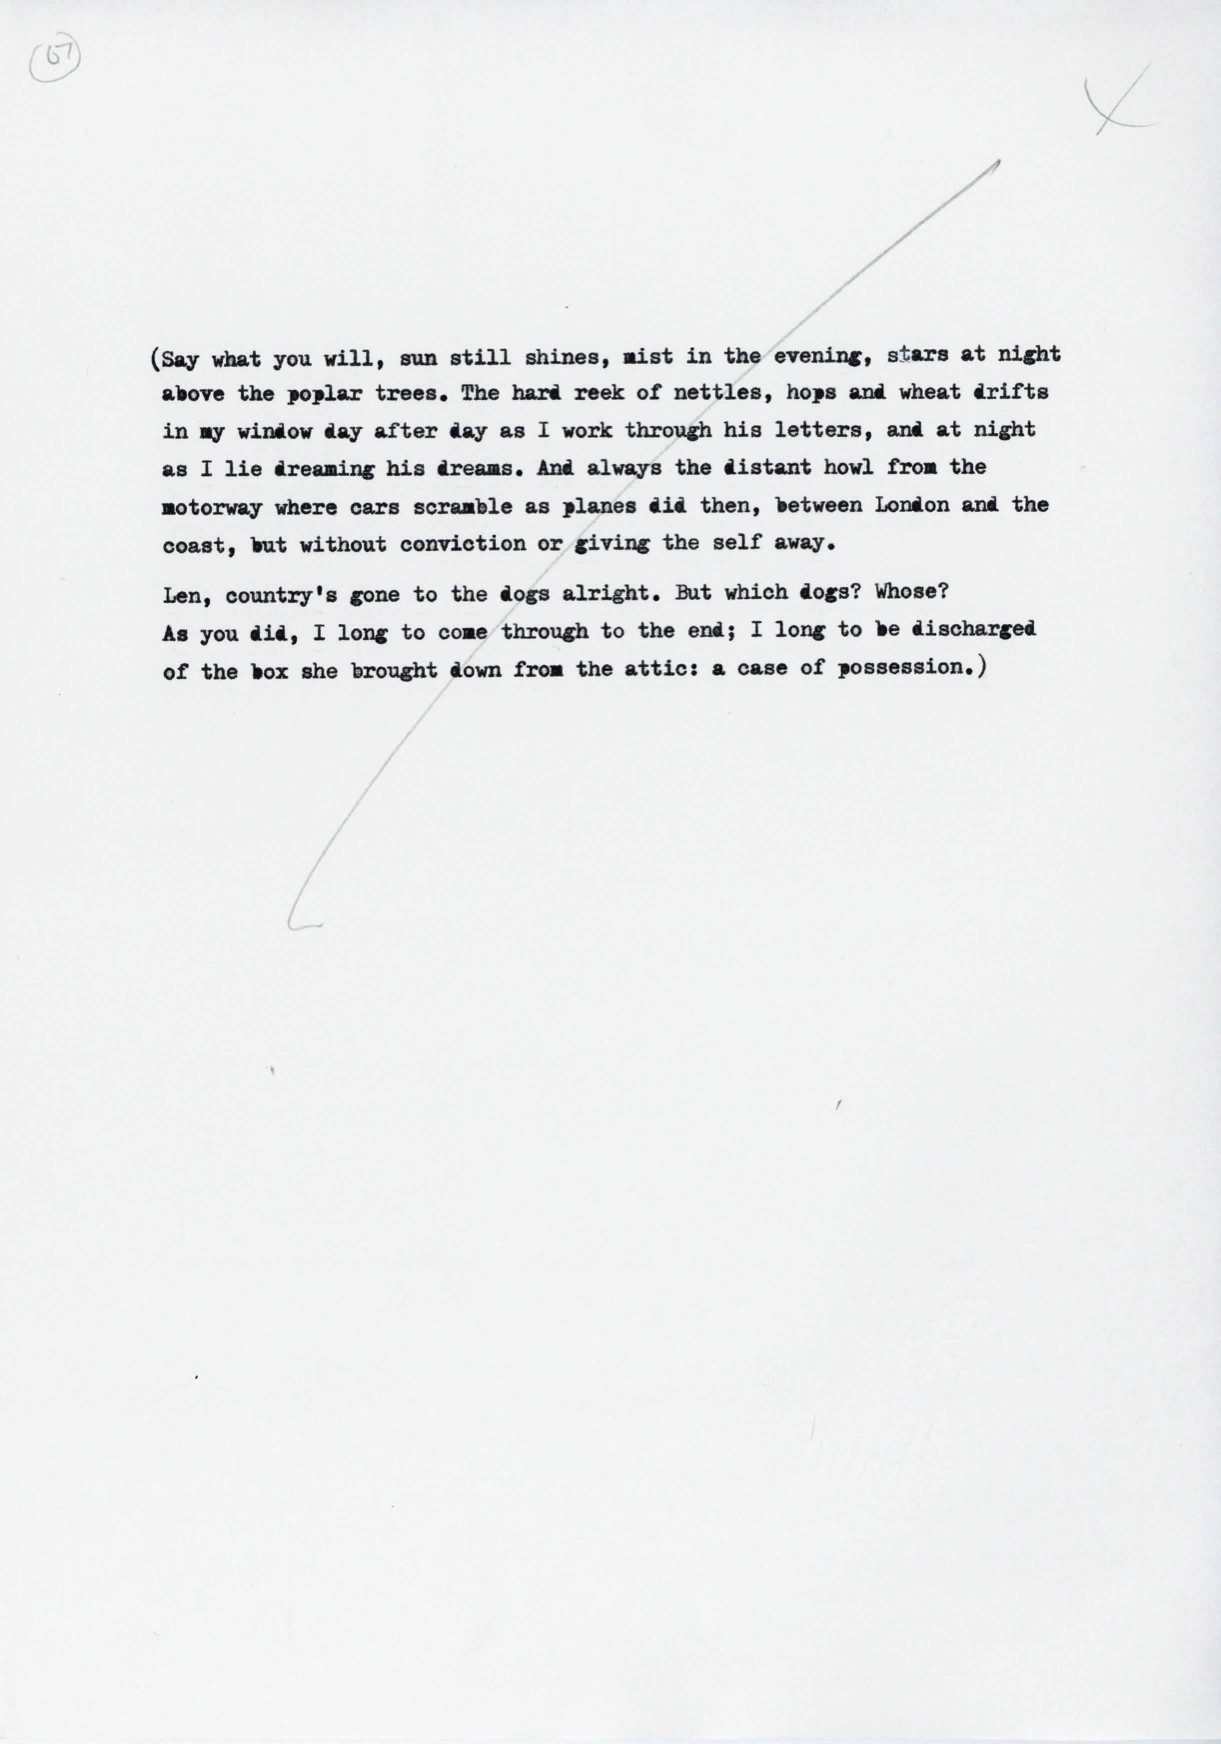 (Say what you will, sun still shines, mist in the evening, stars at night
above the poplar trees. The hard reek of nettles, hops and wheat drifts
in my window day after day as I work through his letters, and at night
as I lie dreaming his dreams. And always the distant howl from the
motorway where cars scramble as planes did then, between London and the
coast, but without conviction or giving the self away.
Len, country's gone to the dogs alright. But which dogs? Whose?
As you did, I long to come through to the end; I long to be discharged
of the box she brought down from the attic: a case of possession.)